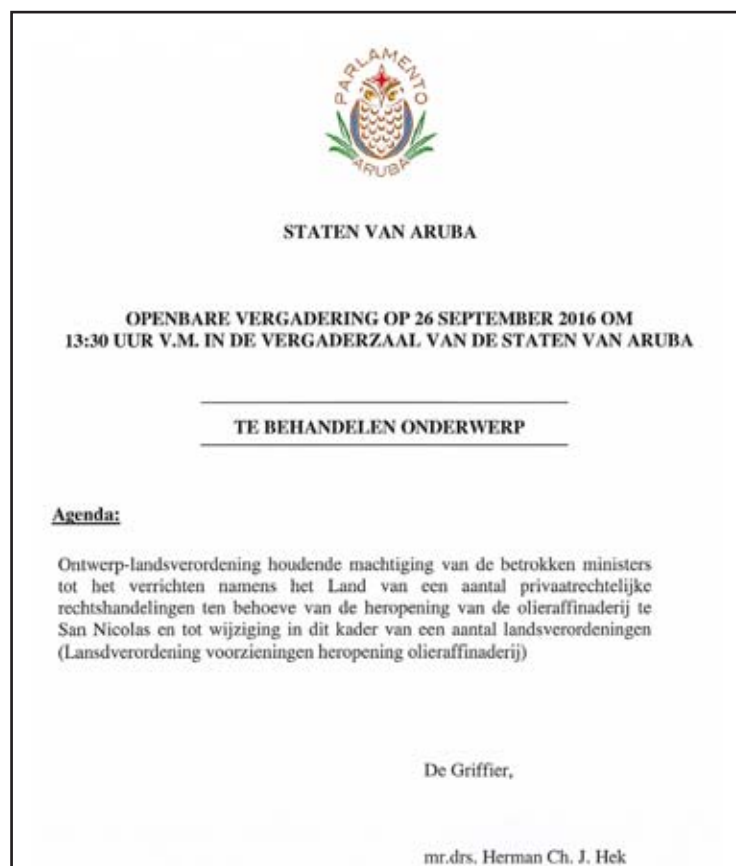 PARLAMENTO
ARUBA
STATEN VAN ARUBA
OPENBARE VERGADERING OP 26 SEPTEMBER 2016 OM
13:30 UUR V.M. IN DE VERGADERZAAL VAN DE STATEN VAN ARUBA
TE BEHANDELEN ONDERWERP
Agenda:
Ontwerp-landsverordening houdende machtiging van de betrokken ministers
tot het verrichten namens het Land van een aantal privaatrechtelijke
rechtshandelingen ten behoeve van de heropening van de olieraffinaderij te
San Nicolas en tot wijziging in dit kader van een aantal landsverordeningen
(Lansdverordening voorzieningen heropening olieraffinaderij)
De Griffier,
mr.drs. Herman Ch. J. Hek